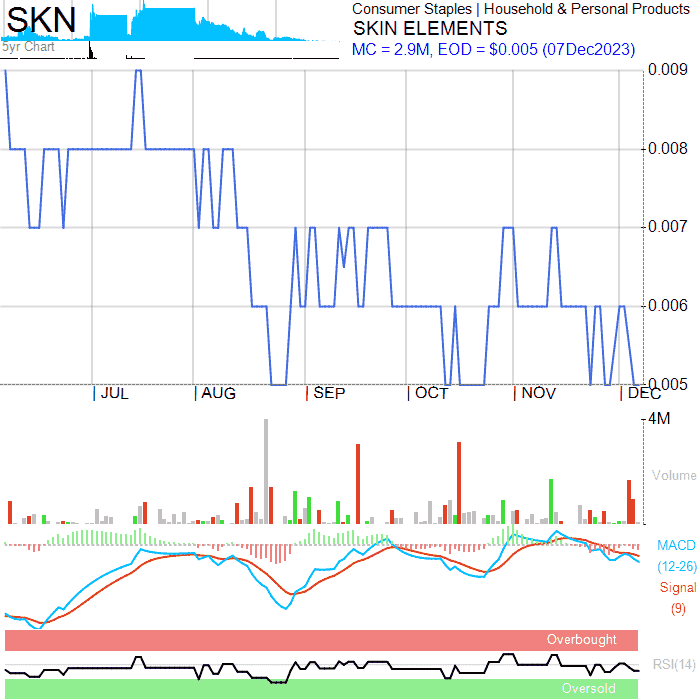 SKN
5yr Chart
Consumer Staples | Household & Personal Products
SKIN ELEMENTS
MC = 2.9M, EOD = $0.005 (07Dec2023)
0.009
0.008
0.007
0.006
0.005
JUL AUG SEP OCT NOV DEC
4M
Volume
MACD
(12-26)
Signal
(9)
Overbought
RSI(14)
Oversold